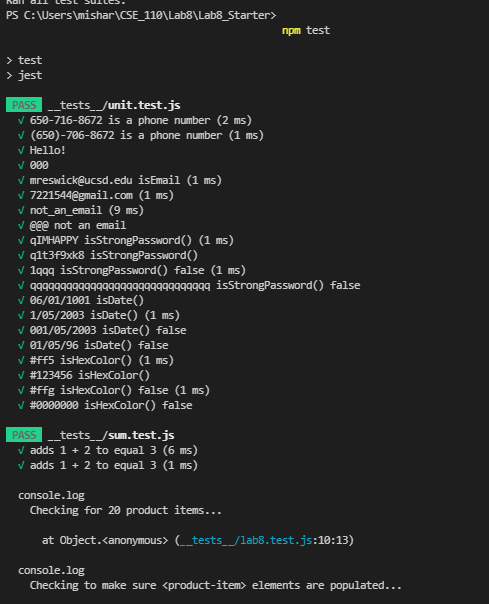 Ran all test suites.
PS C:\Users\mishar\CSE_110\Lab8\Lab8_Starter>
npm test
> test
> jest
PASS __tests__/unit.test.js
√ 650-716-8672 is a phone number (2 ms)
√ (650)-706-8672 is a phone number (1 ms)
√ Hello!
√ 000
√ mreswick@ucsd.edu isEmail (1 ms)
√ 7221544@gmail.com (1 ms)
√ not_an_email (9 ms)
√ @@@ not an email
√ qIMHAPPY isStrongPassword() (1 ms)
√ q1t3f9xk8 isStrongPassword()
√ 1qqq isStrongPassword() false (1 ms)
√ qqqqqqqqqqqqqqqqqqqqqqqqqqqqqq isStrongPassword() false
√ 06/01/1001 isDate()
√ 1/05/2003 isDate() (1 ms)
√ 001/05/2003 isDate() false
√ 01/05/96 isDate() false
√ #ff5 isHexColor() (1 ms)
√ #123456 isHexColor()
√ #ffg isHexColor() false (1 ms)
√ #0000000 isHexColor() false
PASS __tests__/sum.test.js
√ adds 1 + 2 to equal 3 (6 ms)
√ adds 1 + 2 to equal 3 (1 ms)
console.log
Checking for 20 product items...
at Object.<anonymous> (__tests__/lab8.test.js:10:13)
console.log
Checking to make sure <product-item> elements are populated...